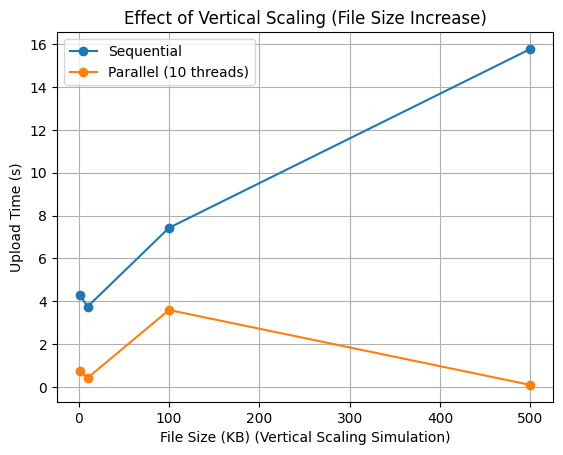 Effect of Vertical Scaling (File Size Increase)
Sequential
Parallel (10 threads)
Upload Time (s)
16
14
12
10
8
6
4
2
0
0 100 200 300 400 500
File Size (KB) (Vertical Scaling Simulation)